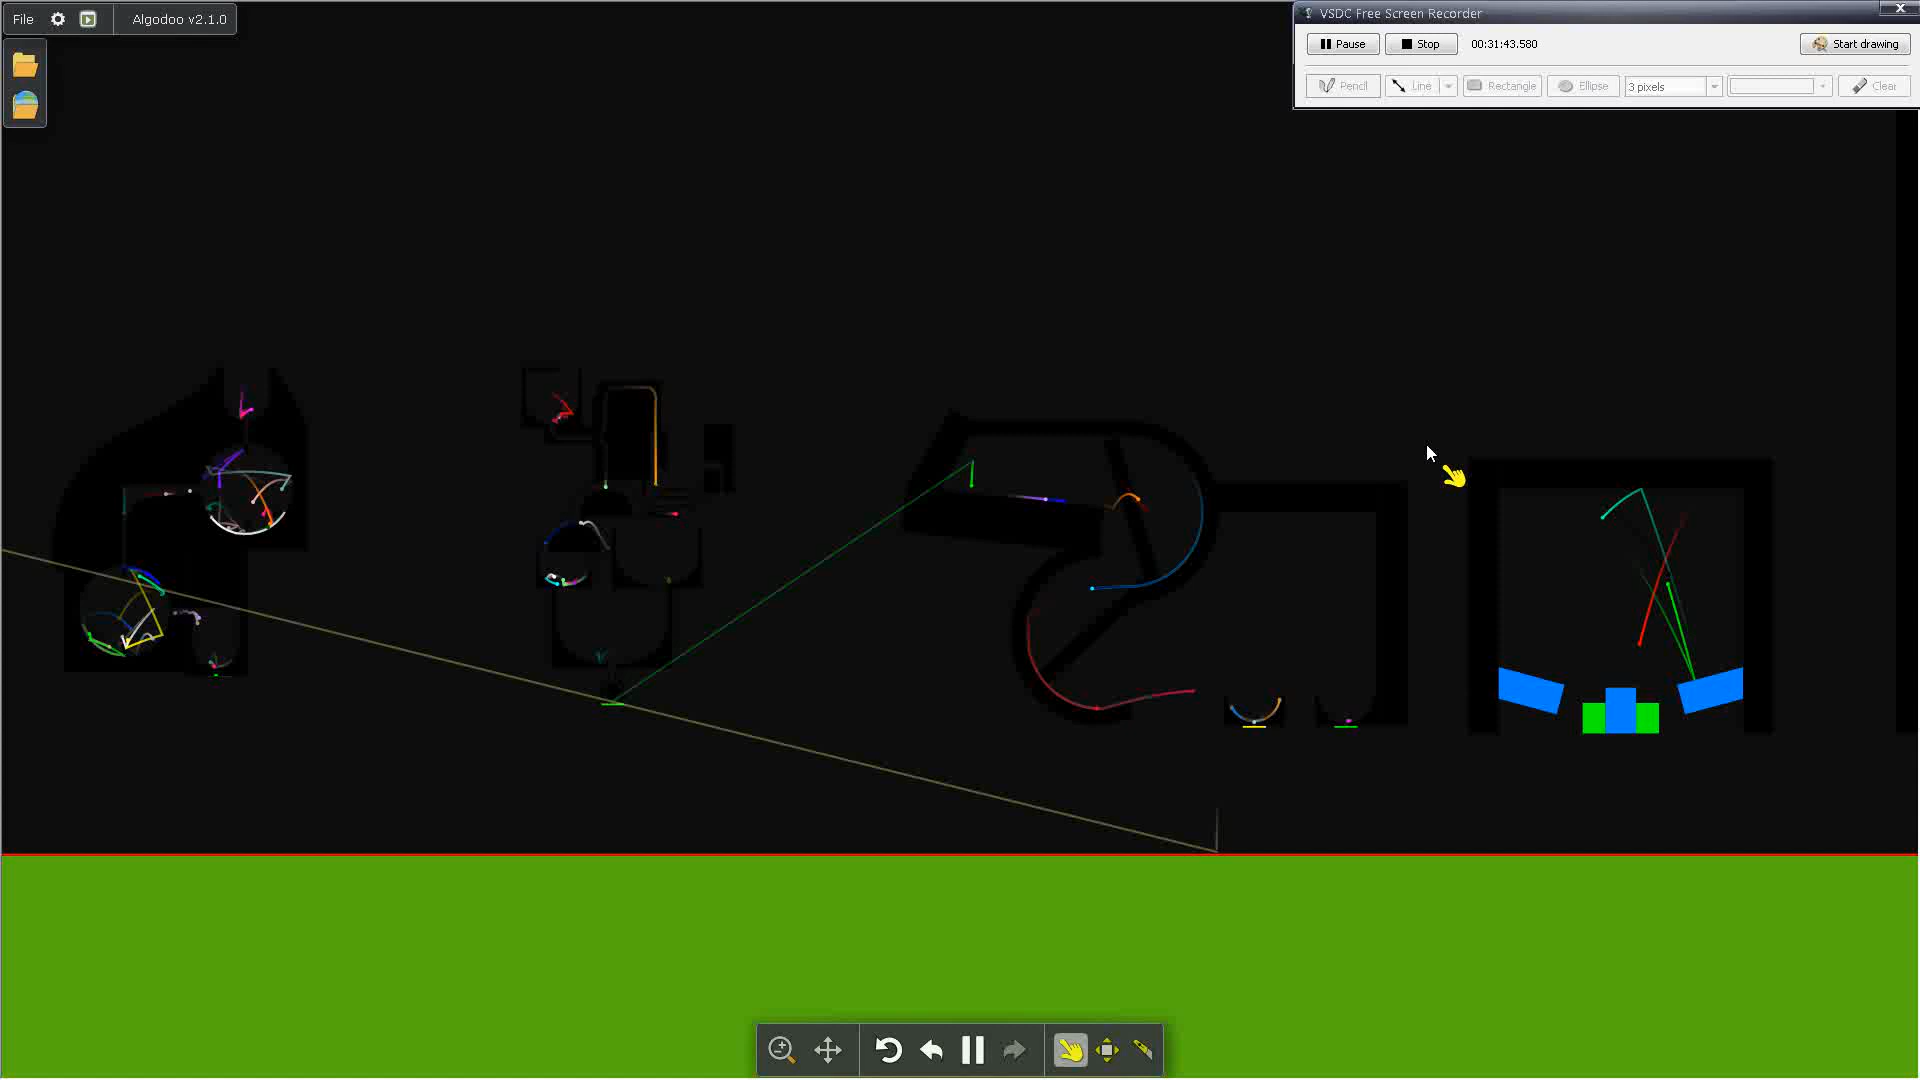 File Algodoo v2.1.0
VSDC Free Screen Recorder
Pause Stop 00:31:43.580 Start drawing
Pencil Line Rectangle Ellipse 3 pixels Clear